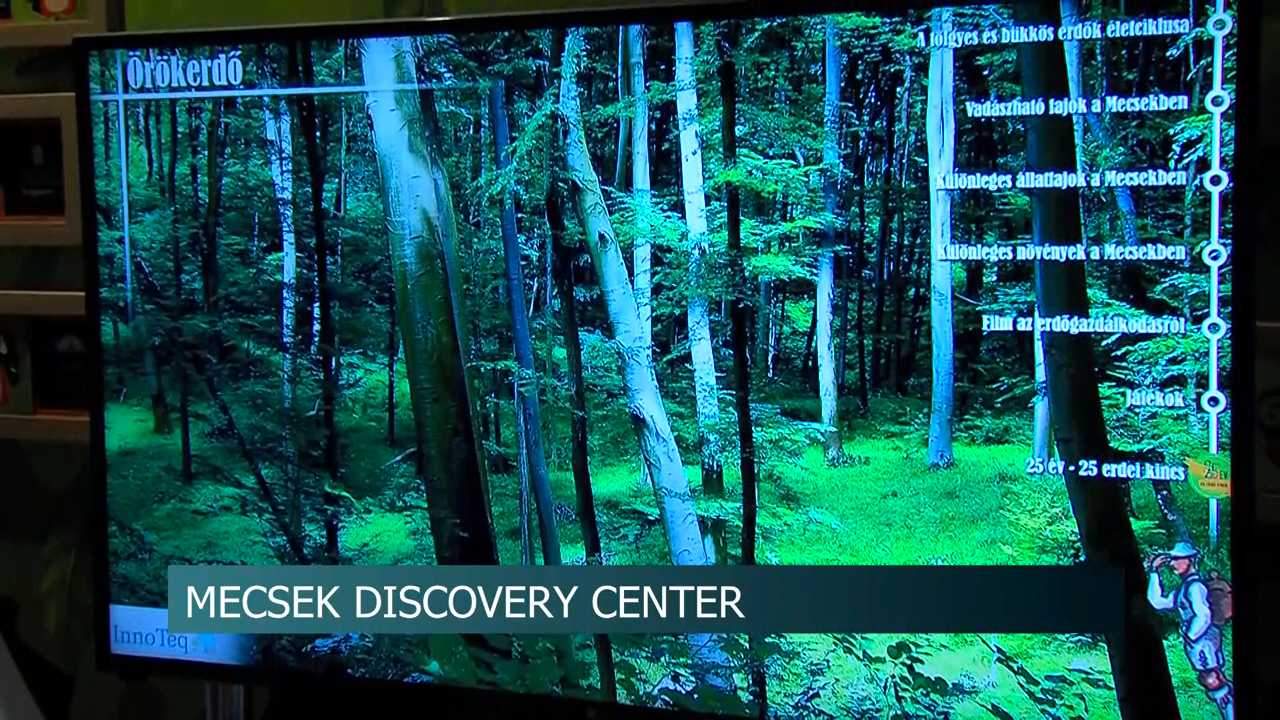 Örökerdő
A tölgyes és bükkös erdők életciklusa
Vadászható fajok a Mecsekben
Különleges állatfajok a Mecsekben
Különleges növények a Mecsekben
Film az erdőgazdálkodásról
Játékok
25 év - 25 erdei kincs
MECSEK DISCOVERY CENTER
InnoTeq